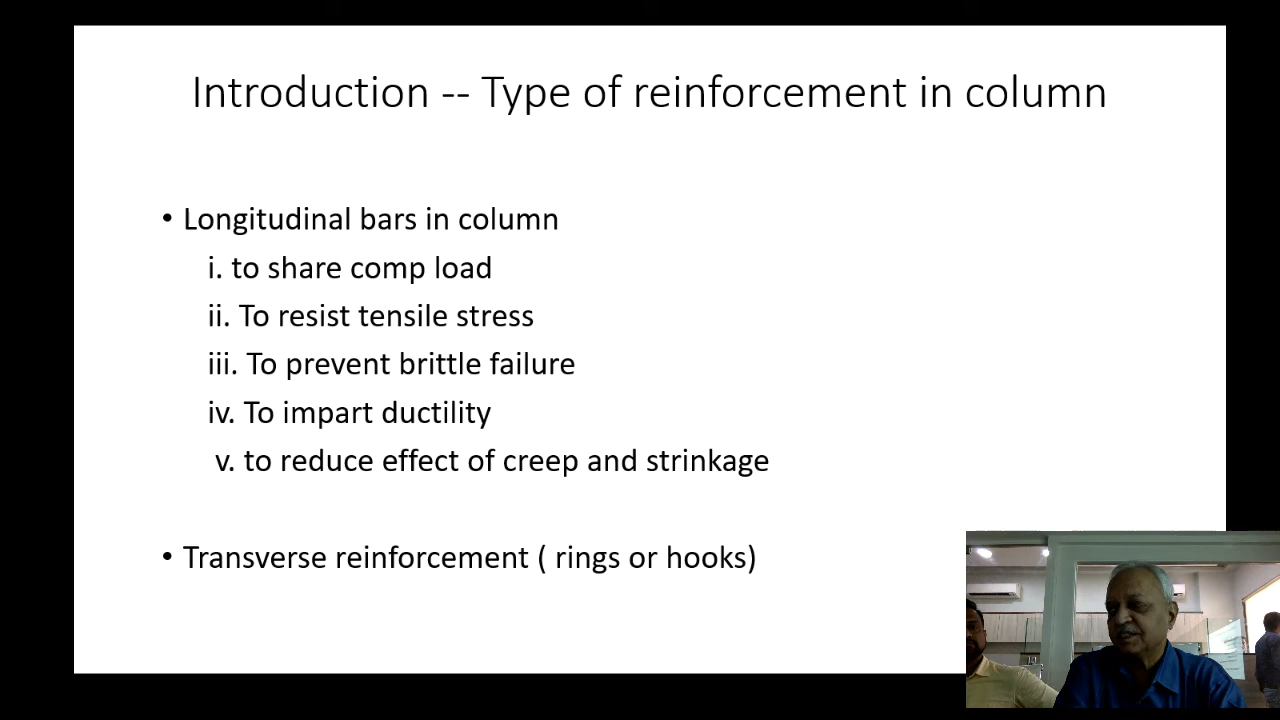 Introduction -- Type of reinforcement in column
• Longitudinal bars in column
i. to share comp load
ii. To resist tensile stress
iii. To prevent brittle failure
iv. To impart ductility
v. to reduce effect of creep and strinkage
• Transverse reinforcement ( rings or hooks)